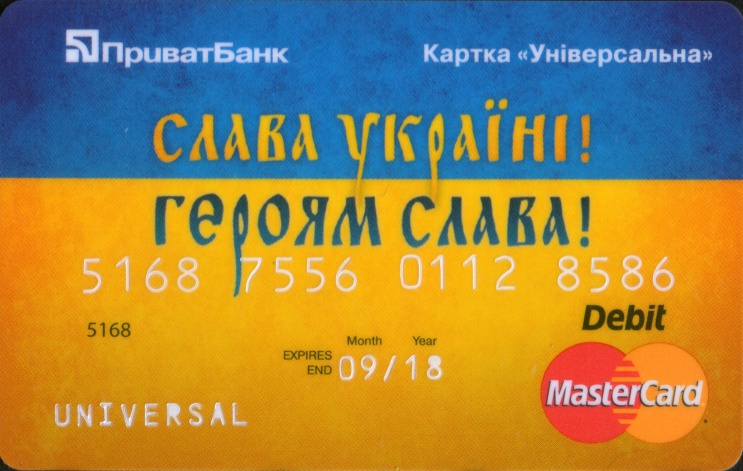 ПриватБанк
Картка «Універсальна»
СЛАВА УКРАЇНІ!
ГЕРОЯМ СЛАВА!
5168 7556 0112 8586
Debit
5168
Month Year
EXPIRES END 09/18
MasterCard
UNIVERSAL